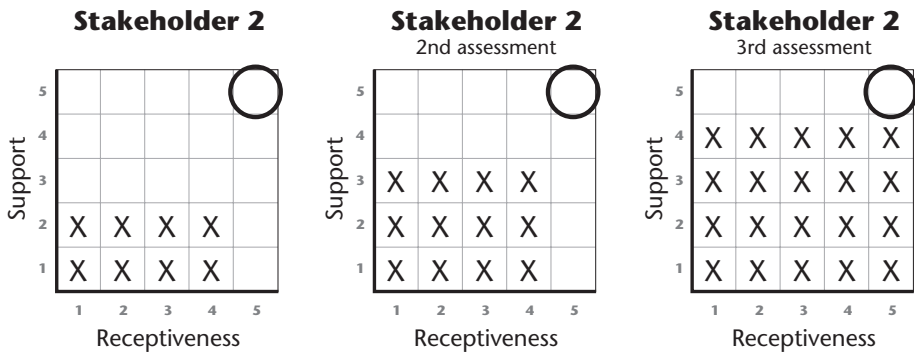 Stakeholder 2
5
4
3
X X X X
2
X X X X
1
1 2 3 4 5
Support
Receptiveness
Stakeholder 2
2nd assessment
5
4
X X X X
3
X X X X
2
X X X X
1
1 2 3 4 5
Support
Receptiveness
Stakeholder 2
3rd assessment
5
X X X X X
4
X X X X X
3
X X X X X
2
X X X X X
1
1 2 3 4 5
Support
Receptiveness